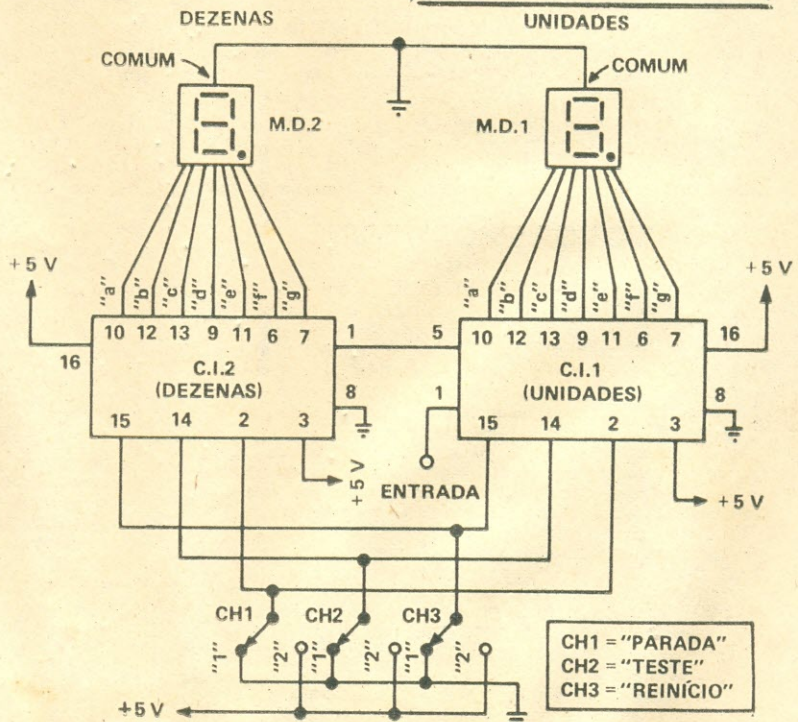 DEZENAS UNIDADES
COMUM COMUM
M.D.2 M.D.1
+5 V "a" "b" "c" "d" "e" "f" "g" "a" "b" "c" "d" "e" "f" "g" +5 V
10 12 13 9 11 6 7 1 5 10 12 13 9 11 6 7 16
16 C.I.2 C.I.1
(DEZENAS) 8 1 (UNIDADES) 8
15 14 2 3 15 14 2 3
+5 V ENTRADA +5 V
CH1 CH2 CH3
"1" "2" "1" "2" "1" "2"
CH1 = "PARADA"
CH2 = "TESTE"
CH3 = "REINÍCIO"
+5 V